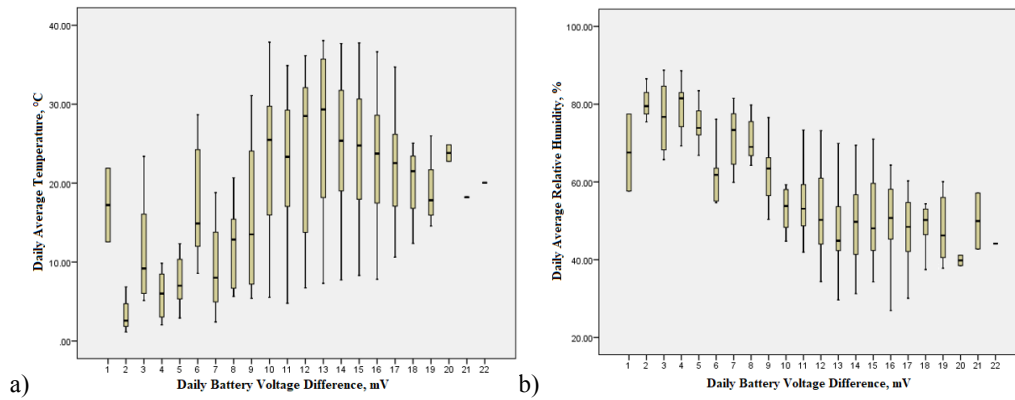 40.00
30.00
20.00
10.00
.00
Daily Average Temperature, °C
1 2 3 4 5 6 7 8 9 10 11 12 13 14 15 16 17 18 19 20 21 22
Daily Battery Voltage Difference, mV
a)
100.00
80.00
60.00
40.00
20.00
Daily Average Relative Humidity, %
1 2 3 4 5 6 7 8 9 10 11 12 13 14 15 16 17 18 19 20 21 22
Daily Battery Voltage Difference, mV
b)